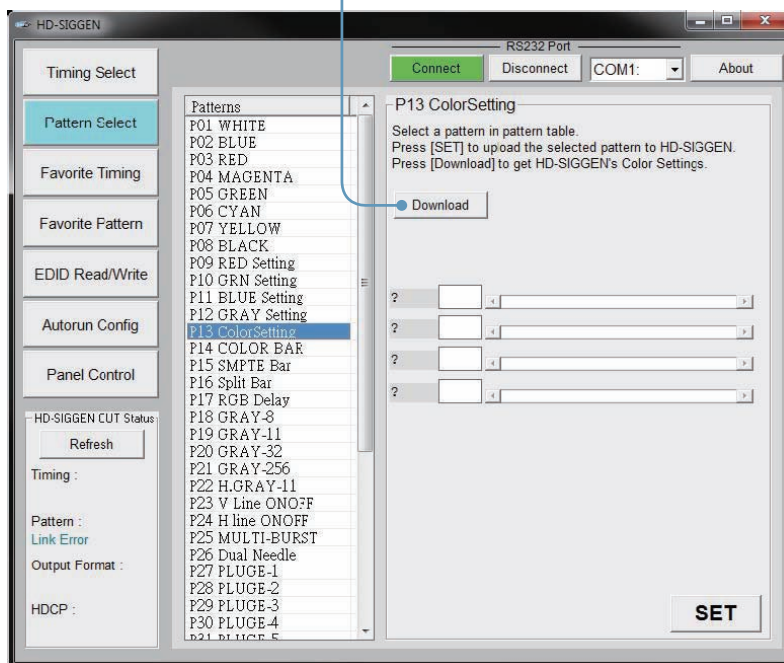 HD-SIGGEN
RS232 Port
Timing Select
Connect
Disconnect
COM1:
About
Pattern Select
Favorite Timing
Favorite Pattern
EDID Read/Write
Autorun Config
Panel Control
HD-SIGGEN CUT Status
Refresh
Timing :
Pattern :
Link Error
Output Format :
HDCP :
Patterns
P01 WHITE
P02 BLUE
P03 RED
P04 MAGENTA
P05 GREEN
P06 CYAN
P07 YELLOW
P08 BLACK
P09 RED Setting
P10 GRN Setting
P11 BLUE Setting
P12 GRAY Setting
P13 ColorSetting
P14 COLOR BAR
P15 SMPTE Bar
P16 Split Bar
P17 RGB Delay
P18 GRAY-8
P19 GRAY-11
P20 GRAY-32
P21 GRAY-256
P22 H.GRAY-11
P23 V Line ONOFF
P24 H line ONOFF
P25 MULTI-BURST
P26 Dual Needle
P27 PLUGE-1
P28 PLUGE-2
P29 PLUGE-3
P30 PLUGE-4
P31 PLUGE-5
P13 ColorSetting
Select a pattern in pattern table.
Press [SET] to upload the selected pattern to HD-SIGGEN.
Press [Download] to get HD-SIGGEN's Color Settings.
Download
?
?
?
?
SET